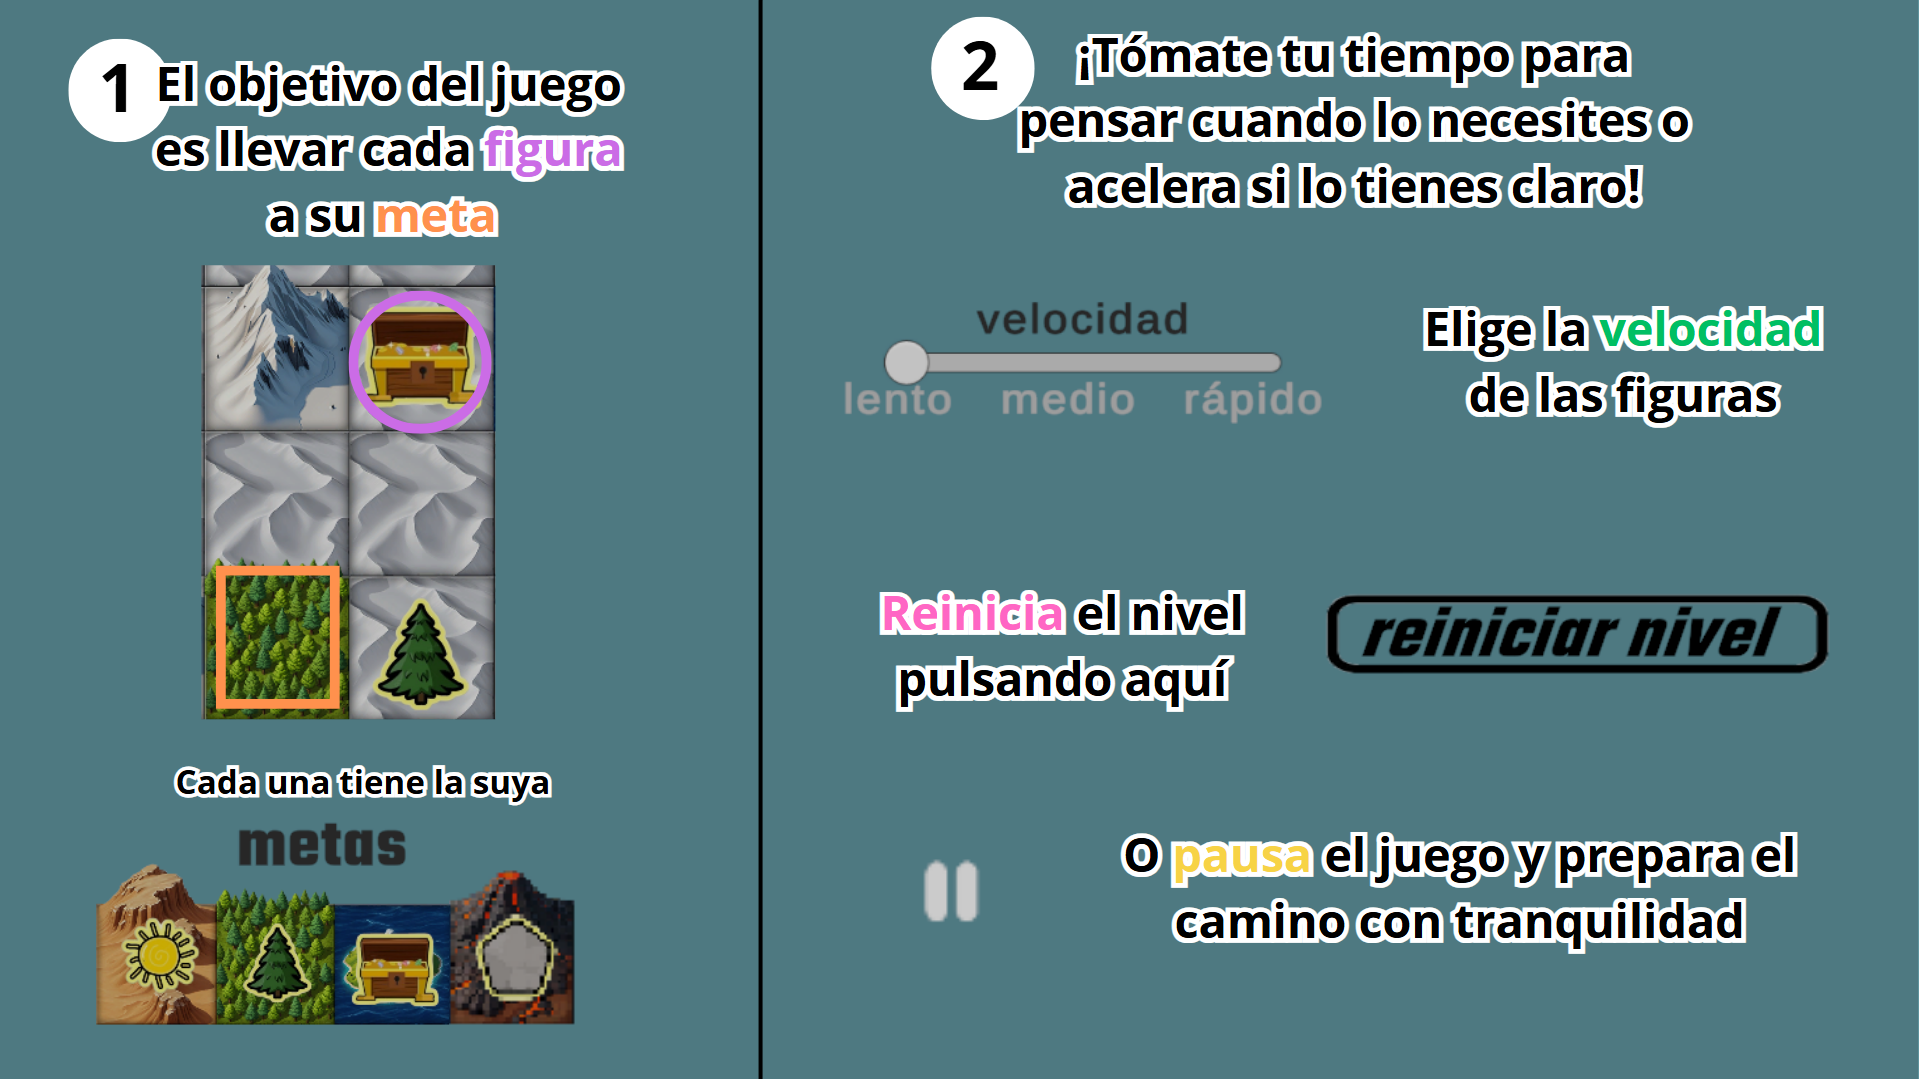 1
El objetivo del juego
es llevar cada figura
a su meta
Cada una tiene la suya
metas
2
¡Tómate tu tiempo para
pensar cuando lo necesites o
acelera si lo tienes claro!
velocidad
lento medio rápido
Elige la velocidad
de las figuras
Reinicia el nivel
pulsando aquí
reiniciar nivel
O pausa el juego y prepara el
camino con tranquilidad